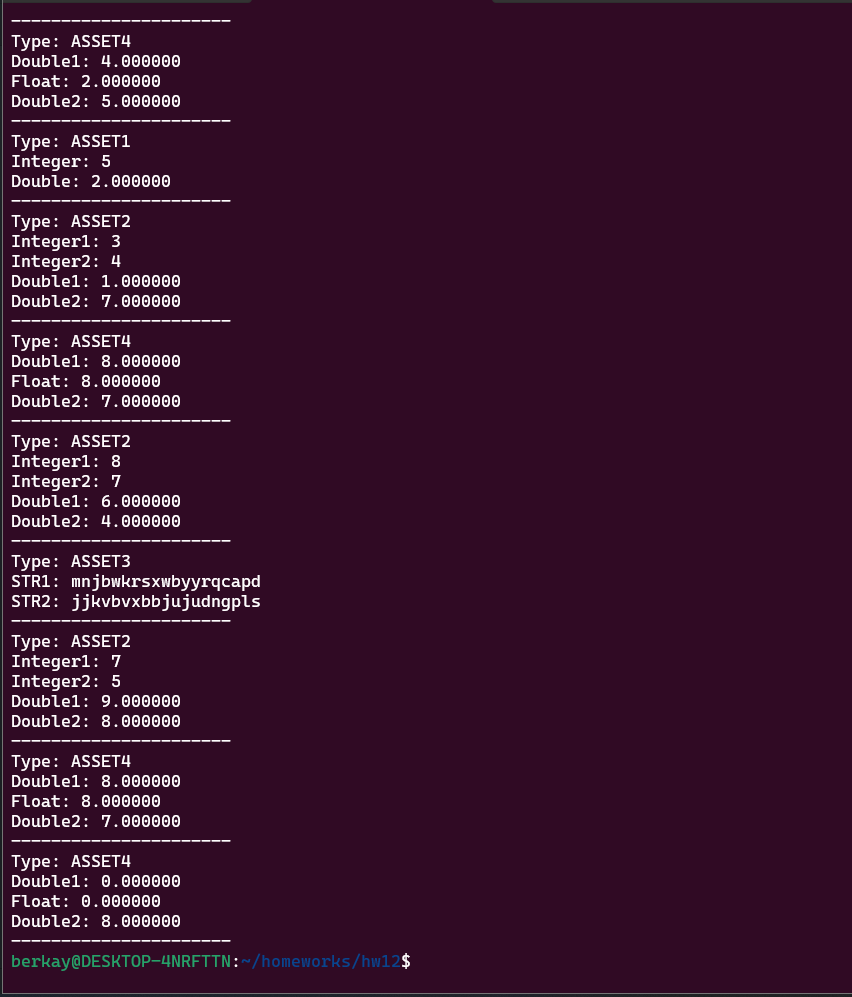 ----------------------
Type: ASSET4
Double1: 4.000000
Float: 2.000000
Double2: 5.000000
----------------------
Type: ASSET1
Integer: 5
Double: 2.000000
----------------------
Type: ASSET2
Integer1: 3
Integer2: 4
Double1: 1.000000
Double2: 7.000000
----------------------
Type: ASSET4
Double1: 8.000000
Float: 8.000000
Double2: 7.000000
----------------------
Type: ASSET2
Integer1: 8
Integer2: 7
Double1: 6.000000
Double2: 4.000000
----------------------
Type: ASSET3
STR1: mnjbwkrsxwbyyrqcapd
STR2: jjkvbvxbbjujudngpls
----------------------
Type: ASSET2
Integer1: 7
Integer2: 5
Double1: 9.000000
Double2: 8.000000
----------------------
Type: ASSET4
Double1: 8.000000
Float: 8.000000
Double2: 7.000000
----------------------
Type: ASSET4
Double1: 0.000000
Float: 0.000000
Double2: 8.000000
----------------------
berkay@DESKTOP-4NRFTTN:~/homeworks/hw12$